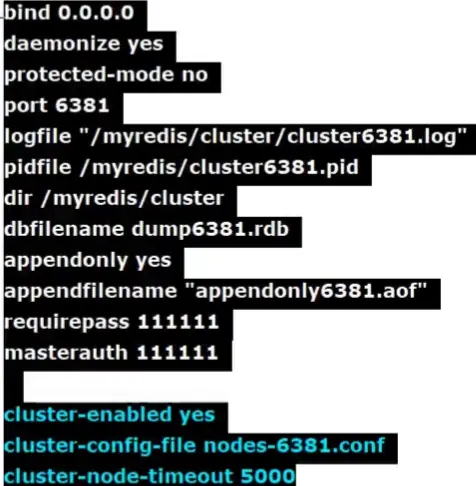 bind 0.0.0.0
daemonize yes
protected-mode no
port 6381
logfile "/myredis/cluster/cluster6381.log"
pidfile /myredis/cluster6381.pid
dir /myredis/cluster
dbfilename dump6381.rdb
appendonly yes
appendfilename "appendonly6381.aof"
requirepass 111111
masterauth 111111
cluster-enabled yes
cluster-config-file nodes-6381.conf
cluster-node-timeout 5000